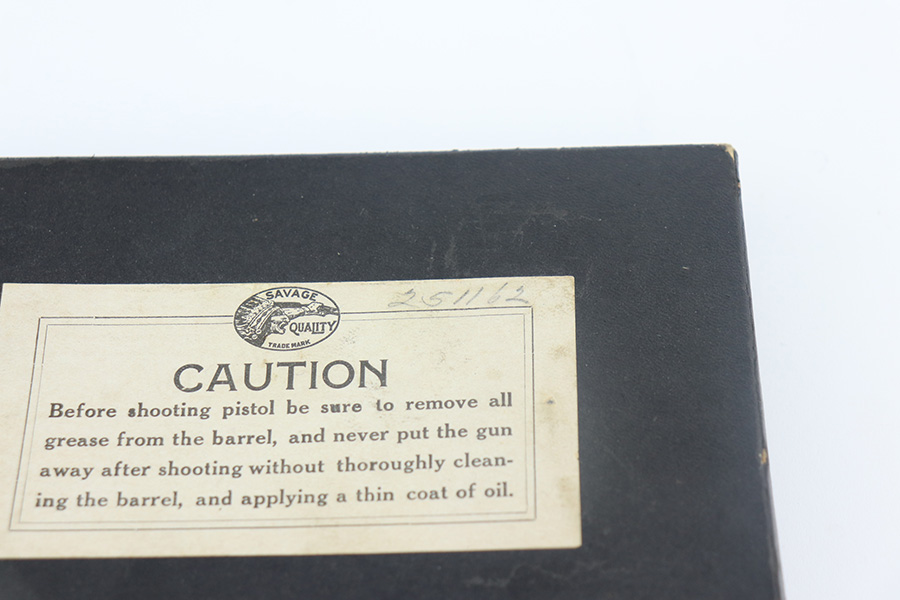 SAVAGE
QUALITY
TRADE MARK
251162
CAUTION
Before shooting pistol be sure to remove all
grease from the barrel, and never put the gun
away after shooting without thoroughly clean-
ing the barrel, and applying a thin coat of oil.